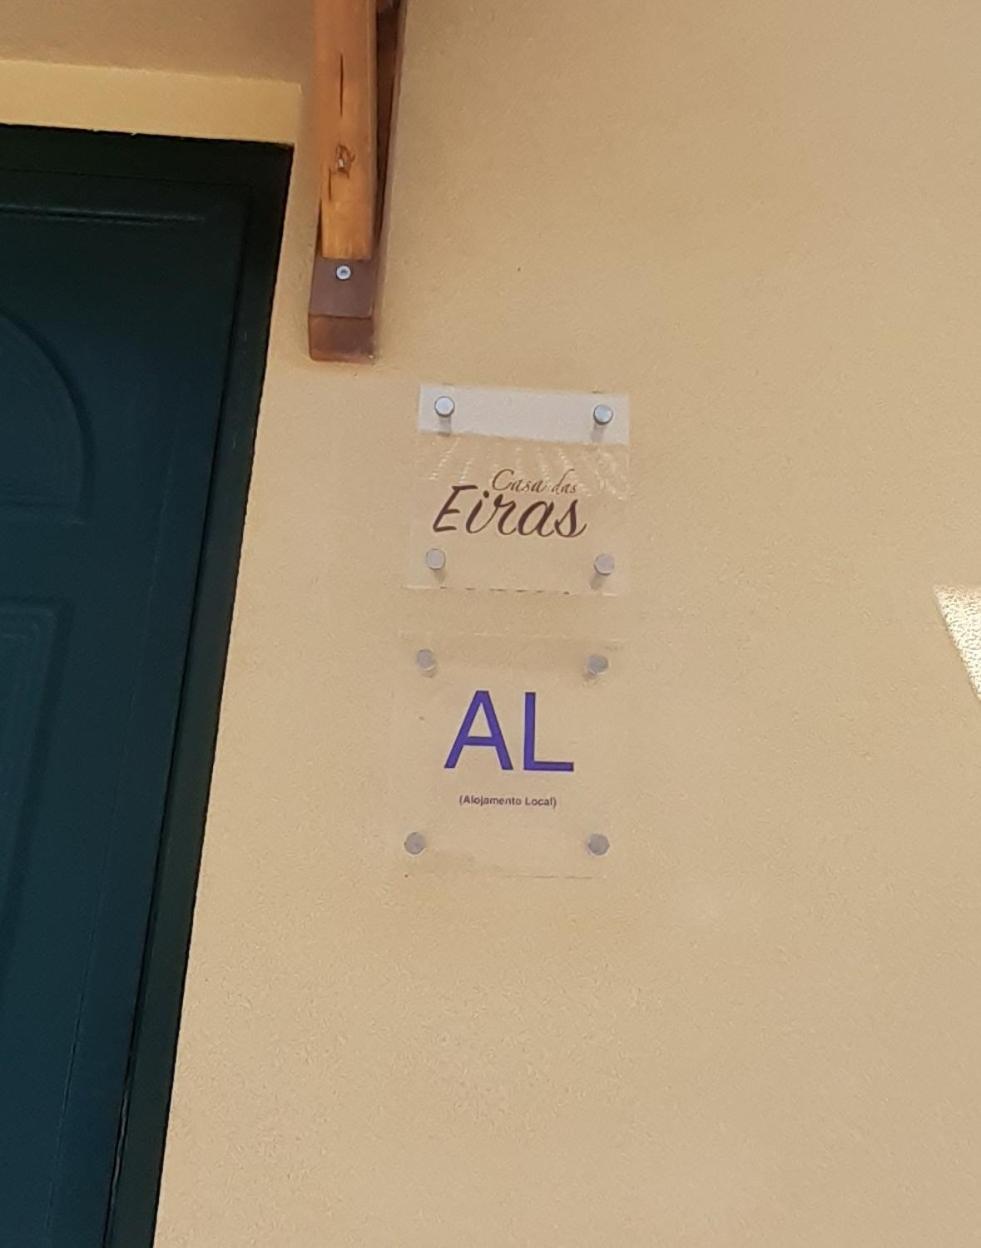 Casa das
Eiras
AL
(Alojamento Local)